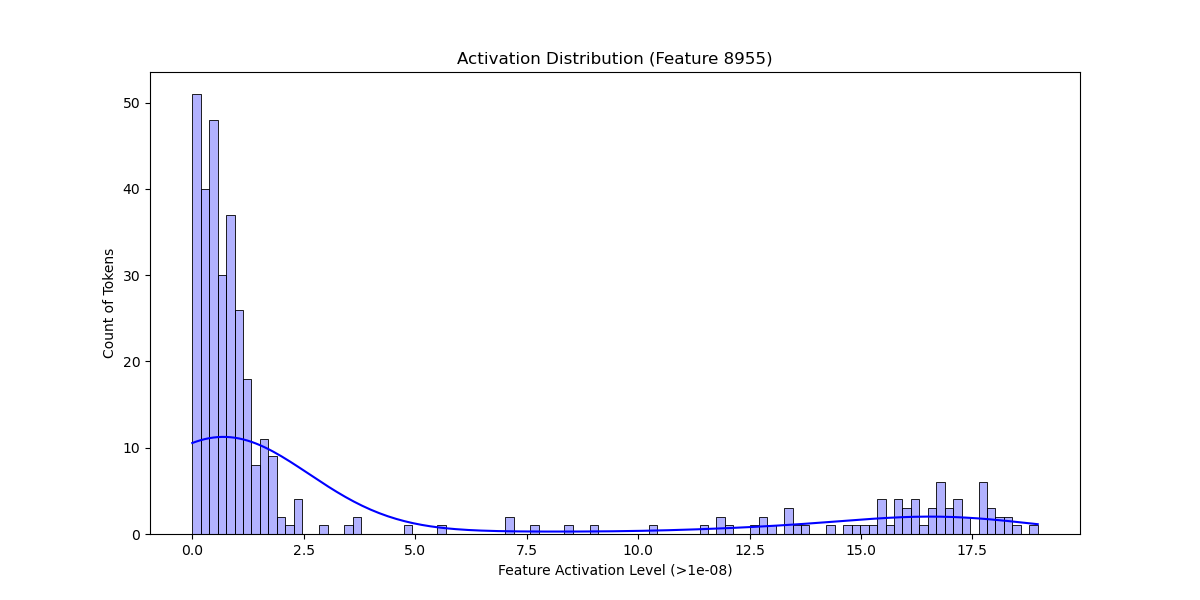 Activation Distribution (Feature 8955)
50
40
30
20
10
0
Count of Tokens
0.0 2.5 5.0 7.5 10.0 12.5 15.0 17.5
Feature Activation Level (>1e-08)